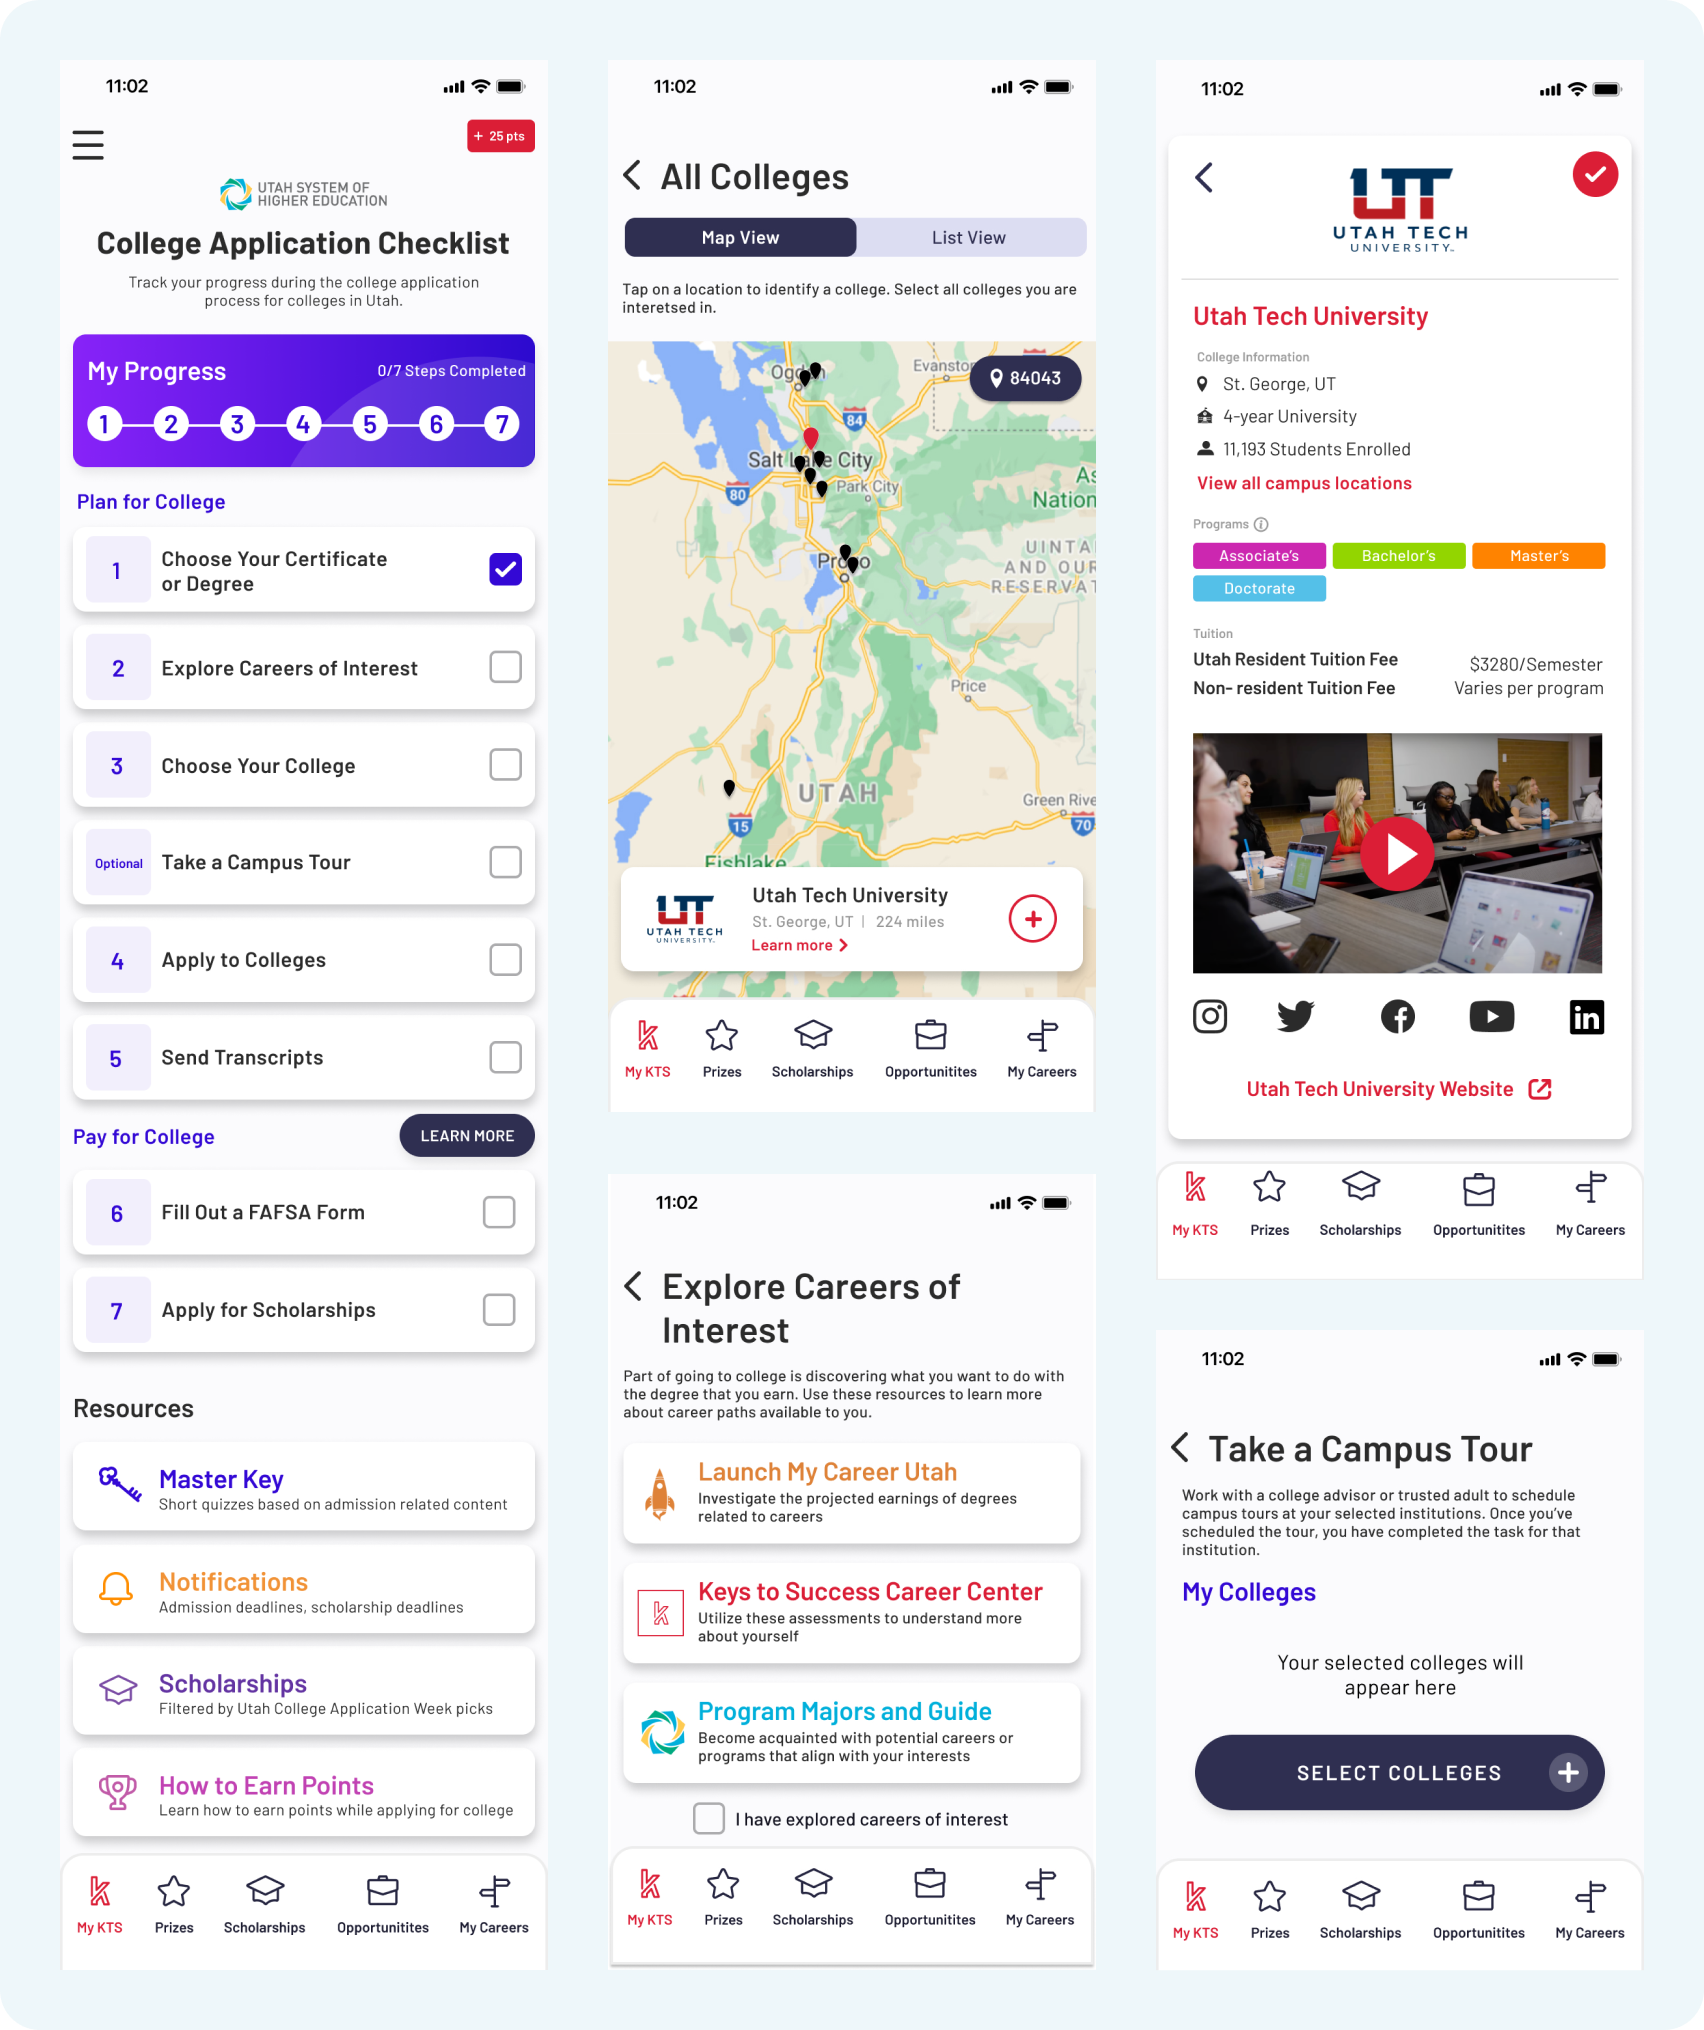 11:02
+ 25 pts
UTAH SYSTEM OF
HIGHER EDUCATION
College Application Checklist
Track your progress during the college application
process for colleges in Utah.
My Progress
0/7 Steps Completed
1 2 3 4 5 6 7
Plan for College
1
Choose Your Certificate
or Degree
2
Explore Careers of Interest
3
Choose Your College
Optional
Take a Campus Tour
4
Apply to Colleges
5
Send Transcripts
Pay for College
LEARN MORE
6
Fill Out a FAFSA Form
7
Apply for Scholarships
Resources
Master Key
Short quizzes based on admission related content
Notifications
Admission deadlines, scholarship deadlines
Scholarships
Filtered by Utah College Application Week picks
How to Earn Points
Learn how to earn points while applying for college
My KTS
Prizes
Scholarships
Opportunitites
My Careers
11:02
All Colleges
Map View
List View
Tap on a location to identify a college. Select all colleges you are
interetsed in.
Evanston
84043
84
Salt Lake City
80
Park City
As
Nation
UINTA
AND OUR
RESERVAT
Price
UTAH
Green Rive
15
70
Fishlake
UTAH TECH
UNIVERSITY
Utah Tech University
St. George, UT | 224 miles
Learn more
My KTS
Prizes
Scholarships
Opportunitites
My Careers
11:02
Explore Careers of
Interest
Part of going to college is discovering what you want to do with
the degree that you earn. Use these resources to learn more
about career paths available to you.
Launch My Career Utah
Investigate the projected earnings of degrees
related to careers
Keys to Success Career Center
Utilize these assessments to understand more
about yourself
Program Majors and Guide
Become acquainted with potential careers or
programs that align with your interests
I have explored careers of interest
My KTS
Prizes
Scholarships
Opportunitites
My Careers
11:02
UT
UTAH TECH
UNIVERSITY
Utah Tech University
College Information
St. George, UT
4-year University
11,193 Students Enrolled
View all campus locations
Programs
Associate's
Bachelor's
Master's
Doctorate
Tuition
Utah Resident Tuition Fee
$3280/Semester
Non- resident Tuition Fee
Varies per program
in
Utah Tech University Website
My KTS
Prizes
Scholarships
Opportunitites
My Careers
11:02
Take a Campus Tour
Work with a college advisor or trusted adult to schedule
campus tours at your selected institutions. Once you've
scheduled the tour, you have completed the task for that
institution.
My Colleges
Your selected colleges will
appear here
SELECT COLLEGES
My KTS
Prizes
Scholarships
Opportunitites
My Careers